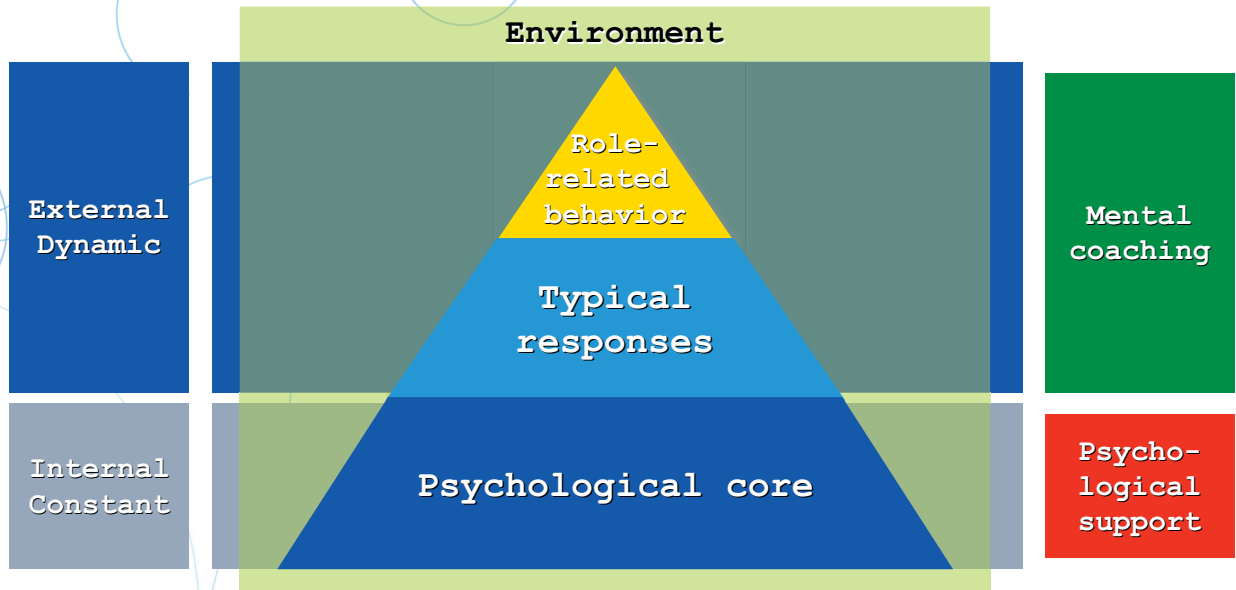 Environment
Role-
related
behavior
External
Dynamic
Mental
coaching
Typical
responses
Internal
Constant
Psychological core
Psycho-
logical
support